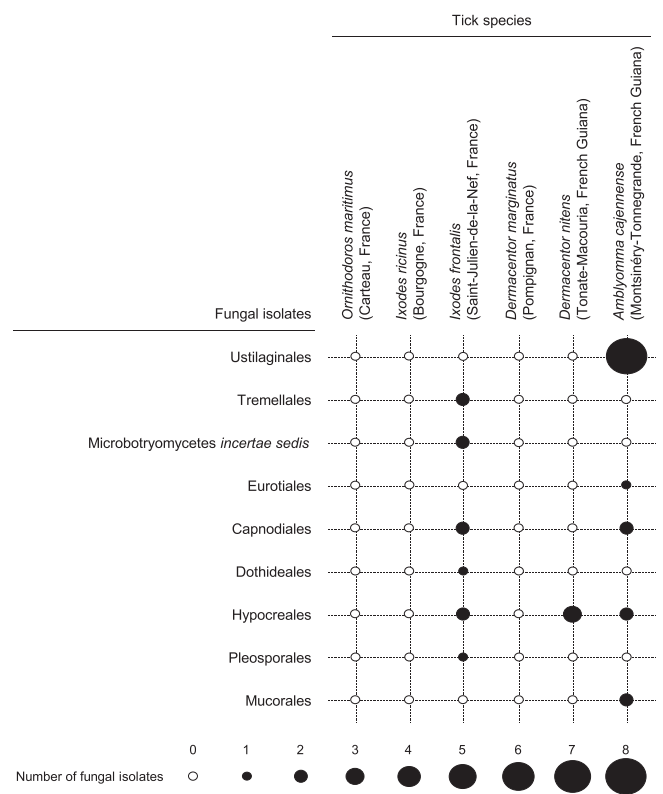 Tick species
Ornithodoros maritimus
(Carteau, France)
Ixodes ricinus
(Bourgogne, France)
Ixodes frontalis
(Saint-Julien-de-la-Nef, France)
Dermacentor marginatus
(Pompignan, France)
Dermacentor nitens
(Tonate-Macouria, French Guiana)
Amblyomma cajennense
(Montsinéry-Tonnegrande, French Guiana)
Fungal isolates
Ustilaginales
Tremellales
Microbotryomycetes incertae sedis
Eurotiales
Capnodiales
Dothideales
Hypocreales
Pleosporales
Mucorales
0 1 2 3 4 5 6 7 8
Number of fungal isolates